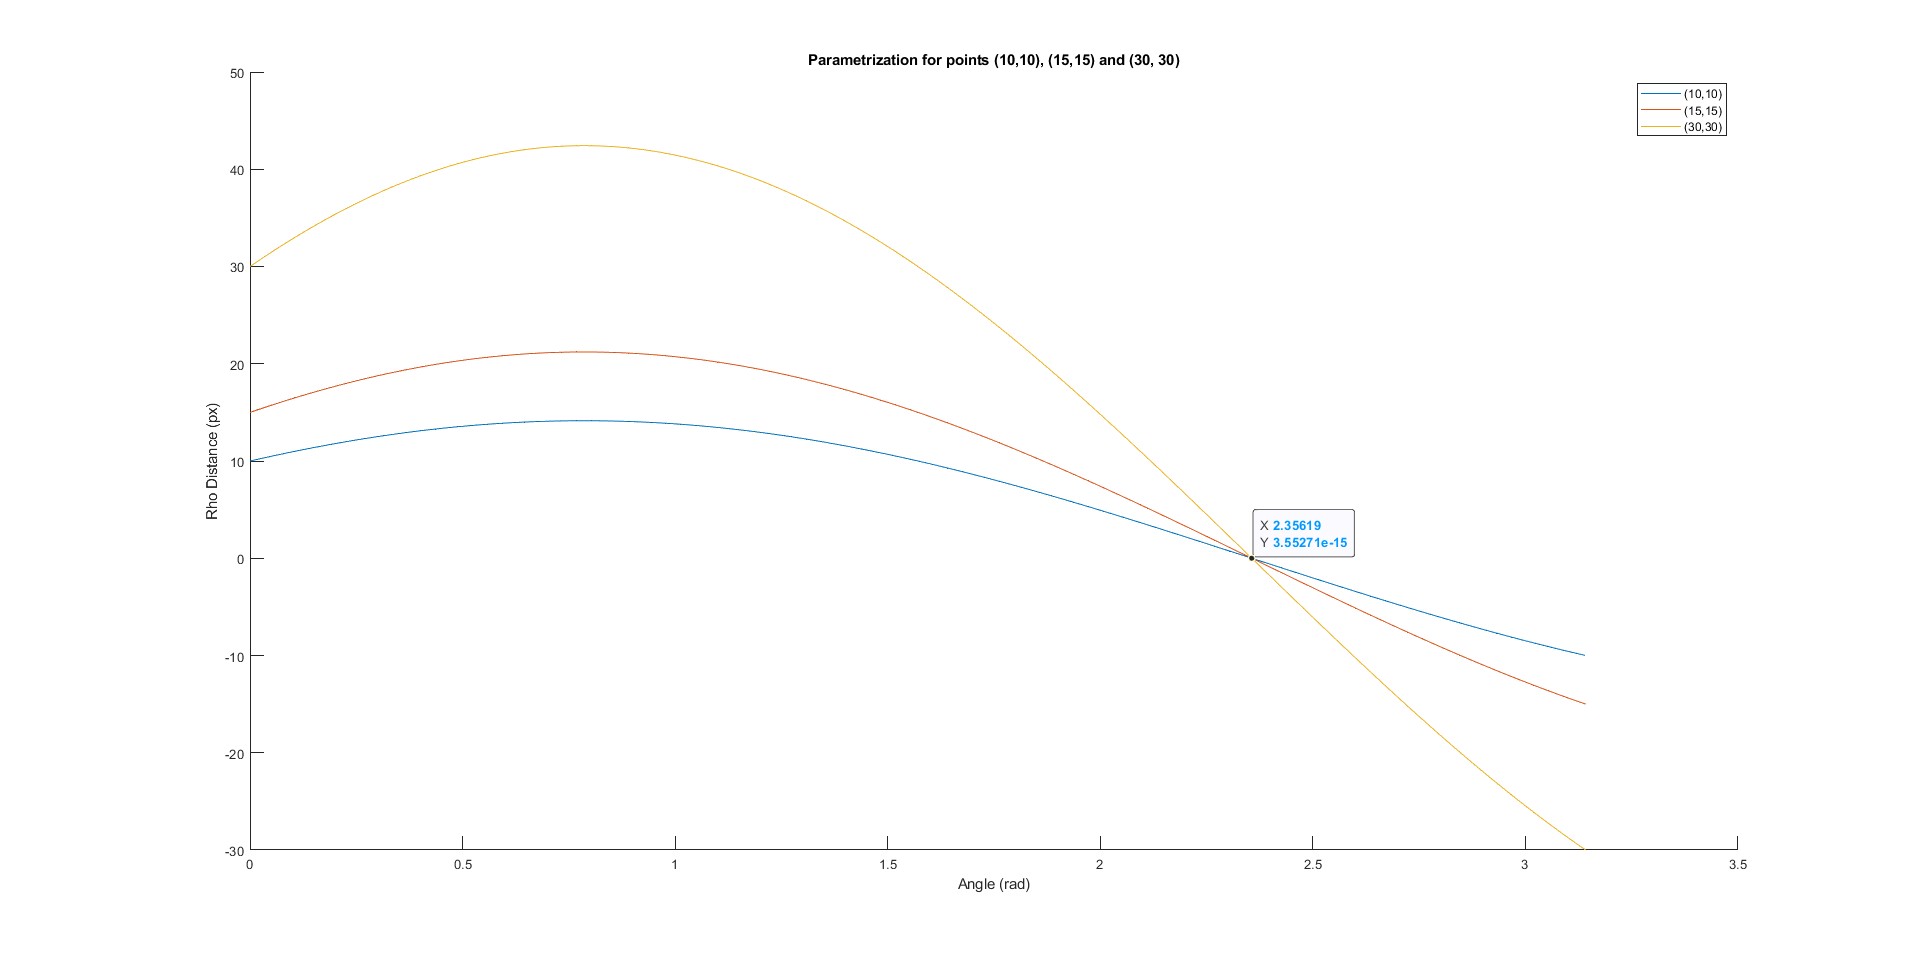 Parametrization for points (10,10), (15,15) and (30, 30)
(10,10)
(15,15)
(30,30)
50
40
30
20
10
0
-10
-20
-30
Rho Distance (px)
X 2.35619
Y 3.55271e-15
0 0.5 1 1.5 2 2.5 3 3.5
Angle (rad)